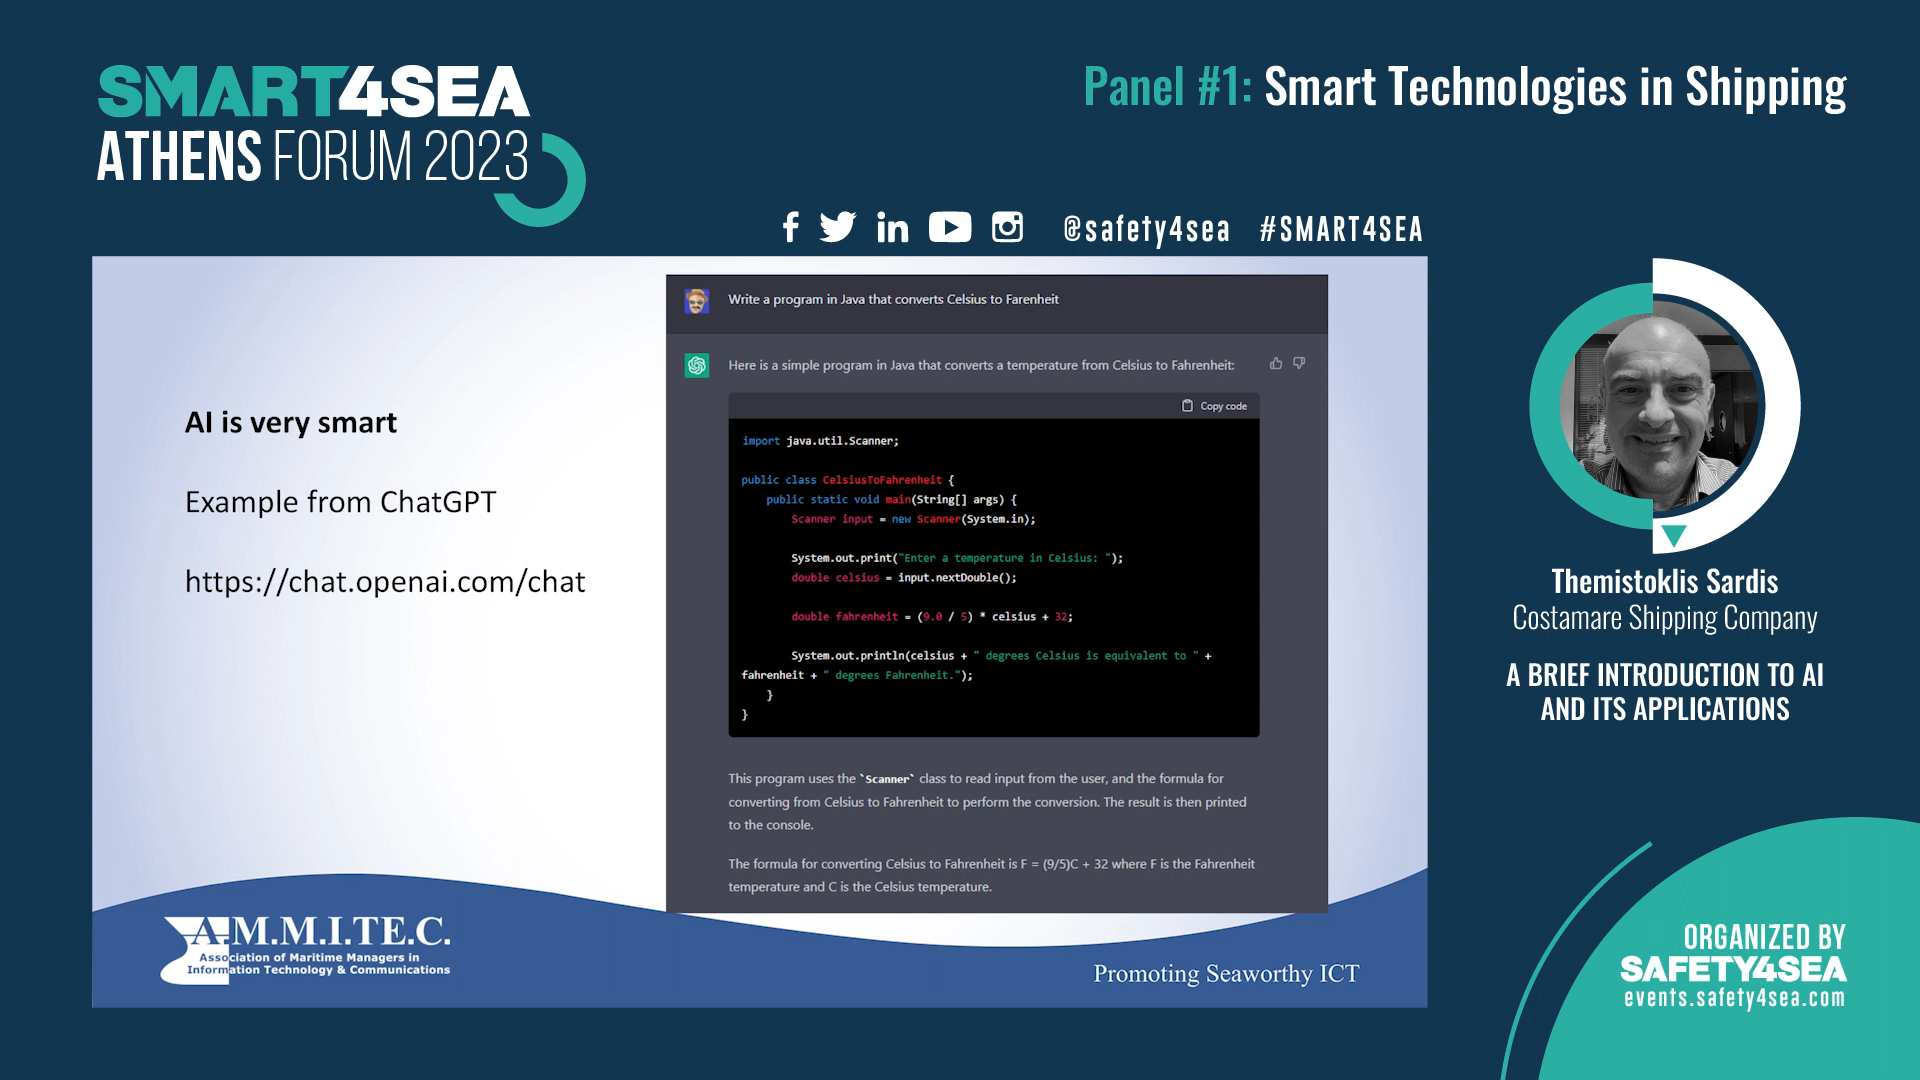 SMART4SEA
ATHENS FORUM 2023
Panel #1: Smart Technologies in Shipping
@safety4sea #SMART4SEA
AI is very smart
Example from ChatGPT
https://chat.openai.com/chat
Write a program in Java that converts Celsius to Farenheit
Here is a simple program in Java that converts a temperature from Celsius to Fahrenheit:
Copy code
import java.util.Scanner;
public class CelsiusToFahrenheit {
public static void main(String[] args) {
Scanner input = new Scanner(System.in);
System.out.print("Enter a temperature in Celsius: ");
double celsius = input.nextDouble();
double fahrenheit = (9.0 / 5) * celsius + 32;
System.out.println(celsius + " degrees Celsius is equivalent to " +
fahrenheit + " degrees Fahrenheit.");
}
}
This program uses the `Scanner` class to read input from the user, and the formula for
converting from Celsius to Fahrenheit to perform the conversion. The result is then printed
to the console.
The formula for converting Celsius to Fahrenheit is F = (9/5)C + 32 where F is the Fahrenheit
temperature and C is the Celsius temperature.
A.M.M.I.TE.C.
Association of Maritime Managers in
Information Technology & Communications
Promoting Seaworthy ICT
Themistoklis Sardis
Costamare Shipping Company
A BRIEF INTRODUCTION TO AI
AND ITS APPLICATIONS
ORGANIZED BY
SAFETY4SEA
events.safety4sea.com